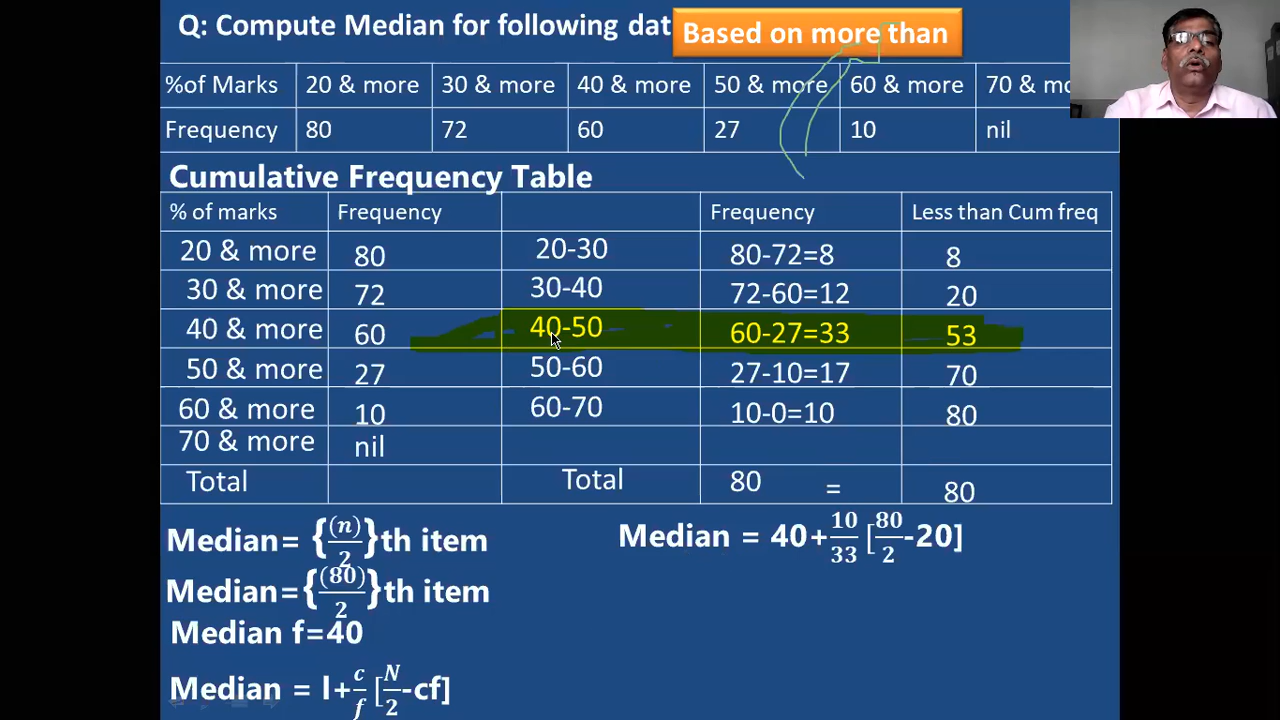 Q: Compute Median for following dat
Based on more than
%of Marks 20 & more 30 & more 40 & more 50 & more 60 & more 70 & mo
Frequency 80 72 60 27 10 nil
Cumulative Frequency Table
% of marks Frequency Frequency Less than Cum freq
20 & more 80 20-30 80-72=8 8
30 & more 72 30-40 72-60=12 20
40 & more 60 40-50 60-27=33 53
50 & more 27 50-60 27-10=17 70
60 & more 10 60-70 10-0=10 80
70 & more nil
Total Total 80 = 80
Median= {(n)/2}th item
Median = 40+10/33 [80/2-20]
Median={(80)/2}th item
Median f=40
Median = l+c/f [N/2-cf]